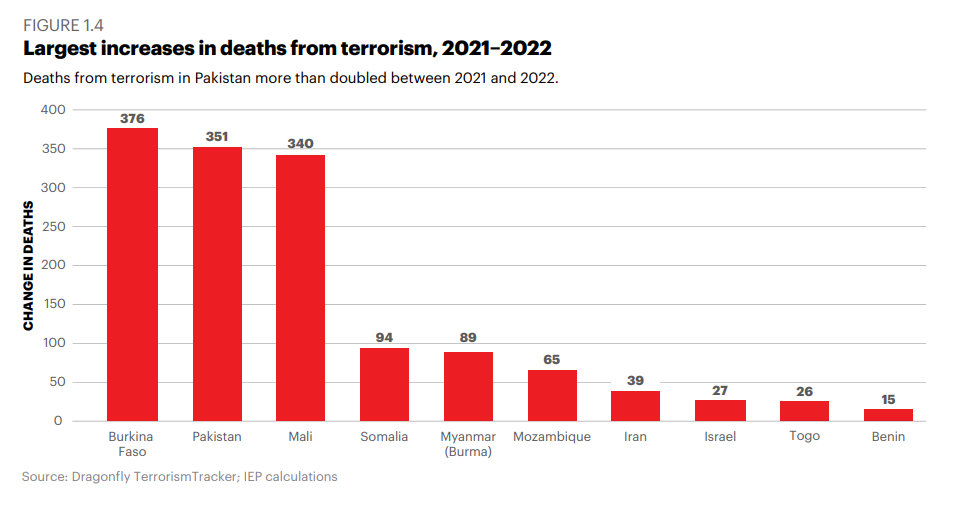 FIGURE 1.4
Largest increases in deaths from terrorism, 2021–2022
Deaths from terrorism in Pakistan more than doubled between 2021 and 2022.
CHANGE IN DEATHS
400
350
300
250
200
150
100
50
0
376
351
340
94
89
65
39
27
26
15
Burkina
Faso
Pakistan
Mali
Somalia
Myanmar
(Burma)
Mozambique
Iran
Israel
Togo
Benin
Source: Dragonfly TerrorismTracker; IEP calculations